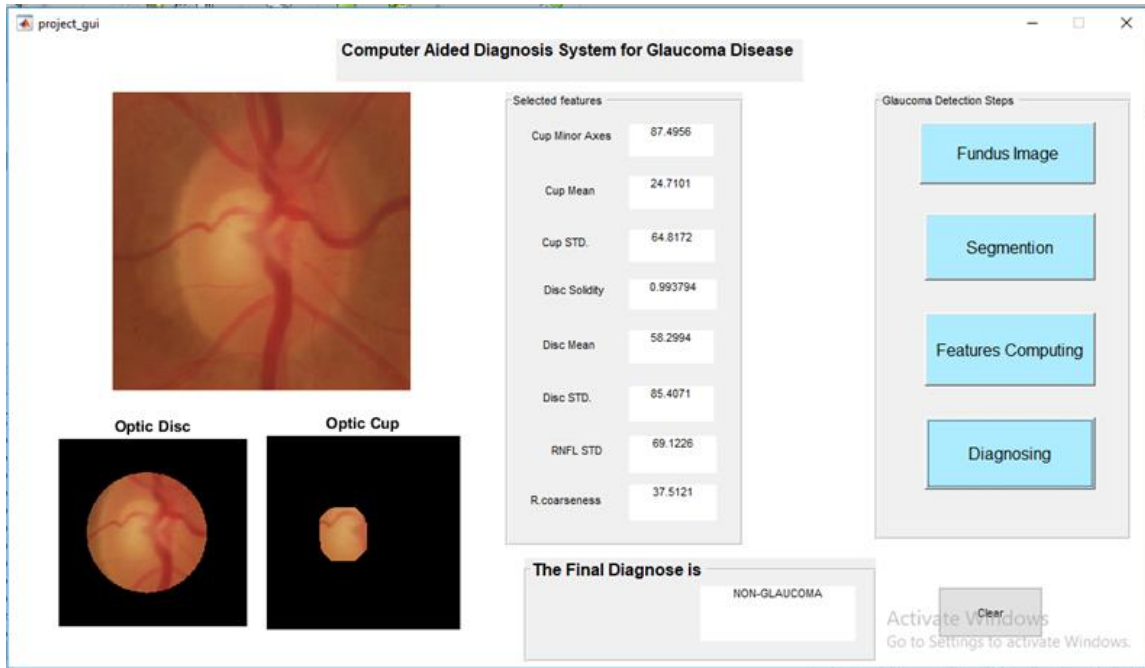 project_gui
Computer Aided Diagnosis System for Glaucoma Disease
Selected features
Cup Minor Axes 87.4956
Cup Mean 24.7101
Cup STD. 64.8172
Disc Solidity 0.993794
Disc Mean 58.2994
Disc STD. 85.4071
RNFL STD 69.1226
R.coarseness 37.5121
Glaucoma Detection Steps
Fundus Image
Segmention
Features Computing
Diagnosing
Optic Disc
Optic Cup
The Final Diagnose is
NON-GLAUCOMA
Clear
Activate Windows
Go to Settings to activate Windows.